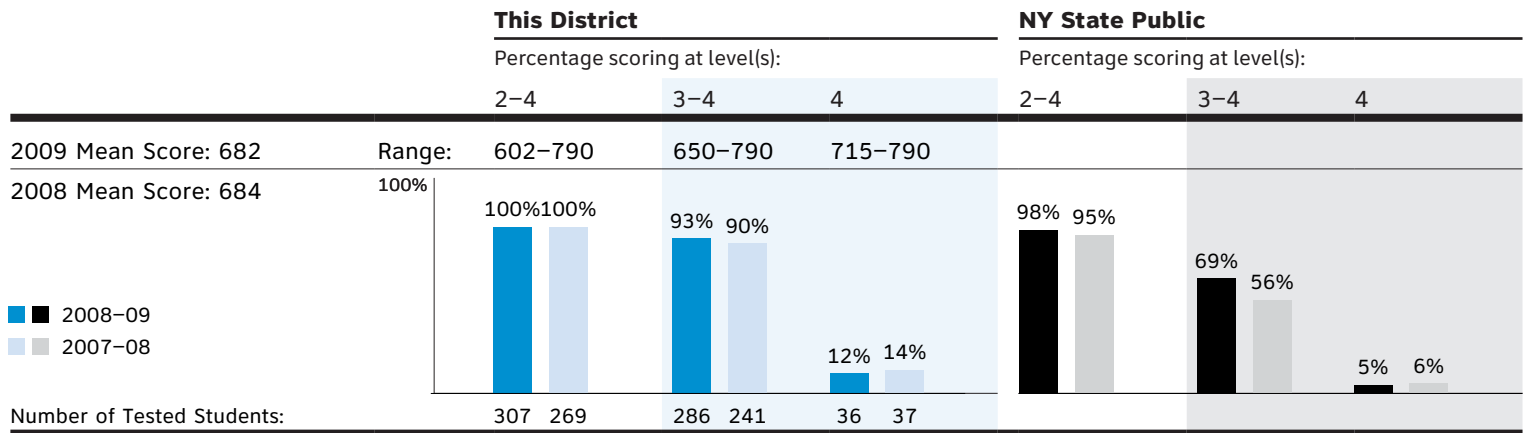 This District NY State Public
Percentage scoring at level(s): Percentage scoring at level(s):
2–4 3–4 4 2–4 3–4 4
2009 Mean Score: 682 Range: 602–790 650–790 715–790
2008 Mean Score: 684 100%
100% 100% 93% 90% 12% 14% 98% 95% 69% 56% 5% 6%
2008–09
2007–08
Number of Tested Students: 307 269 286 241 36 37